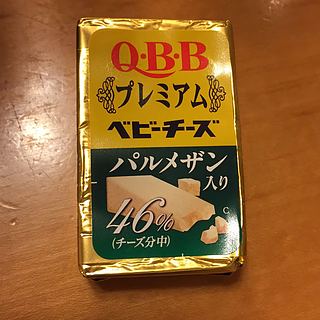 Q・B・B
プレミアム
ベビーチーズ
パルメザン
入り
46%
(チーズ分中)
C